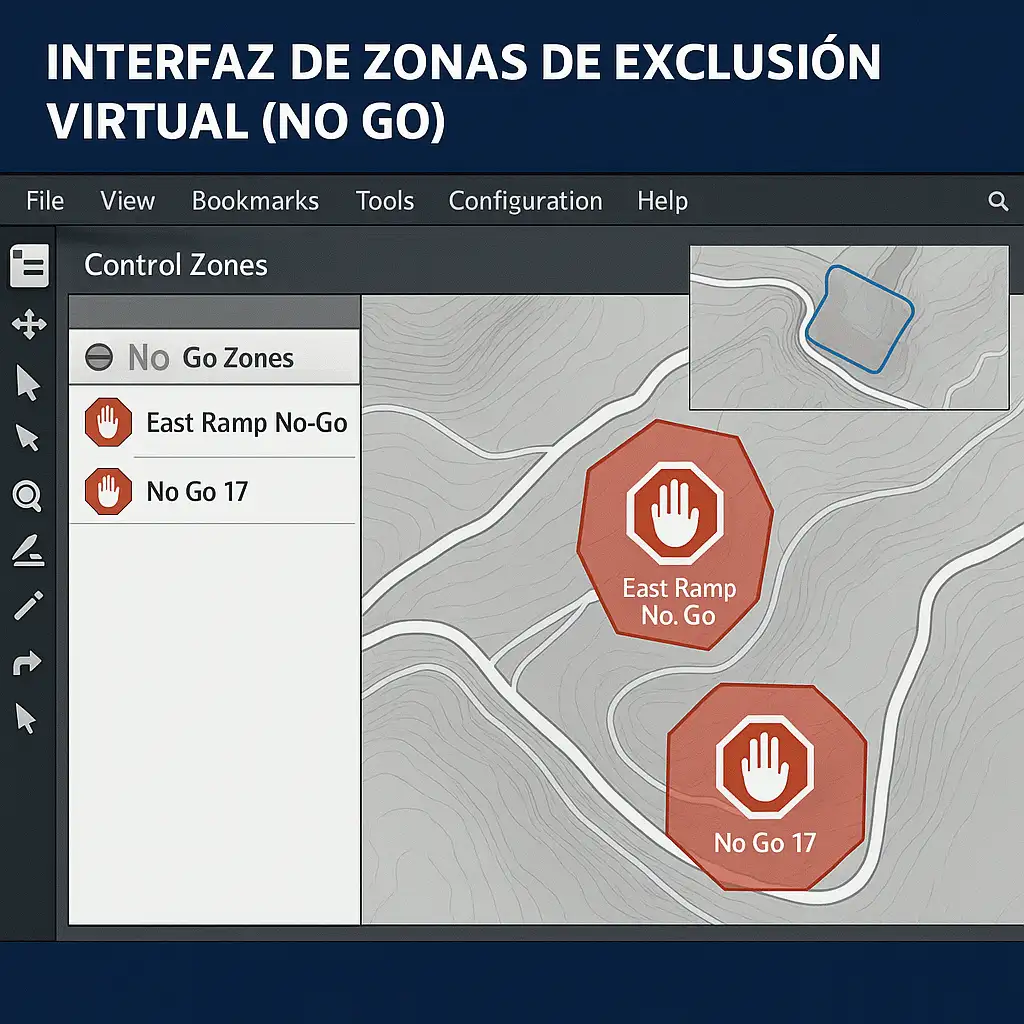 INTERFAZ DE ZONAS DE EXCLUSIÓN
VIRTUAL (NO GO)
File View Bookmarks Tools Configuration Help
Control Zones
No Go Zones
East Ramp No-Go
No Go 17
East Ramp
No. Go
No Go 17